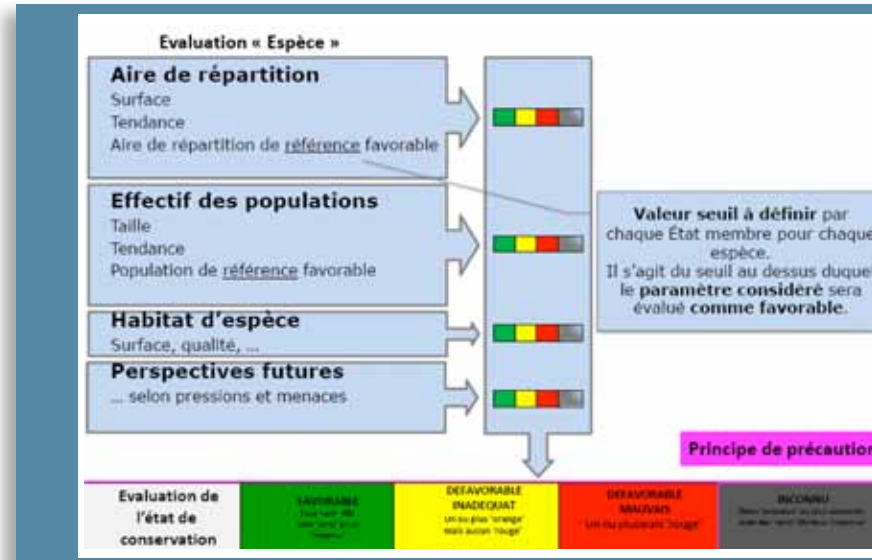 Evaluation « Espèce »
Aire de répartition
Surface
Tendance
Aire de répartition de référence favorable
Effectif des populations
Taille
Tendance
Population de référence favorable
Habitat d'espèce
Surface, qualité, ...
Perspectives futures
... selon pressions et menaces
Valeur seuil à définir par
chaque État membre pour chaque
espèce.
Il s'agit du seuil au dessus duquel
le paramètre considéré sera
évalué comme favorable.
Principe de précaution
Evaluation de
l'état de
conservation
FAVORABLE
DEFAVORABLE
INADEQUAT
un ou plus 'orange'
mais aucun 'rouge'
DEFAVORABLE
MAUVAIS
un ou plusieurs 'rouge'
INCONNU